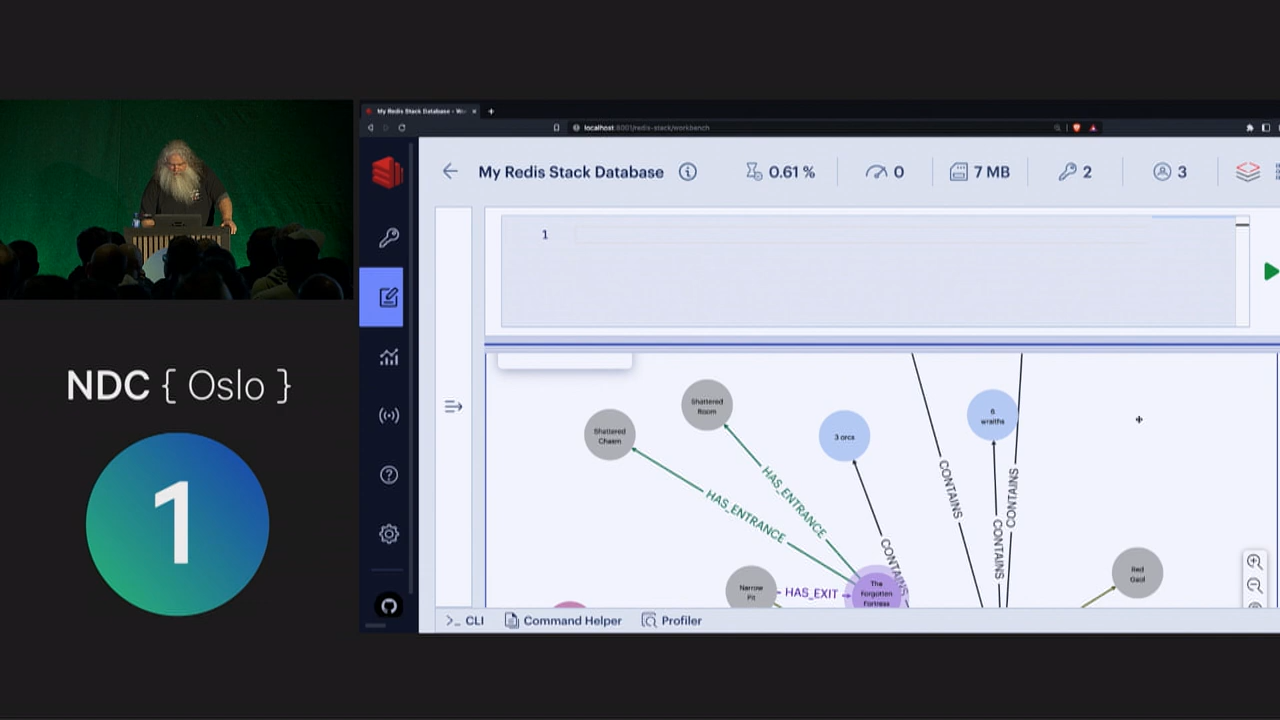 My Redis Stack Database - Wo
localhost:8001/redis-stack/workbench
My Redis Stack Database
0.61 %
0
7 MB
2
3
1
NDC { Oslo }
1
Shattered
Room
Shattered
Chasm
3 orcs
6
wraiths
HAS_ENTRANCE
HAS_ENTRANCE
CONTAINS
CONTAINS
CONTAINS
CONTAINS
Narrow
Pit
HAS_EXIT
The
Forgotten
Fortress
Red
Gaol
>_ CLI
Command Helper
Profiler